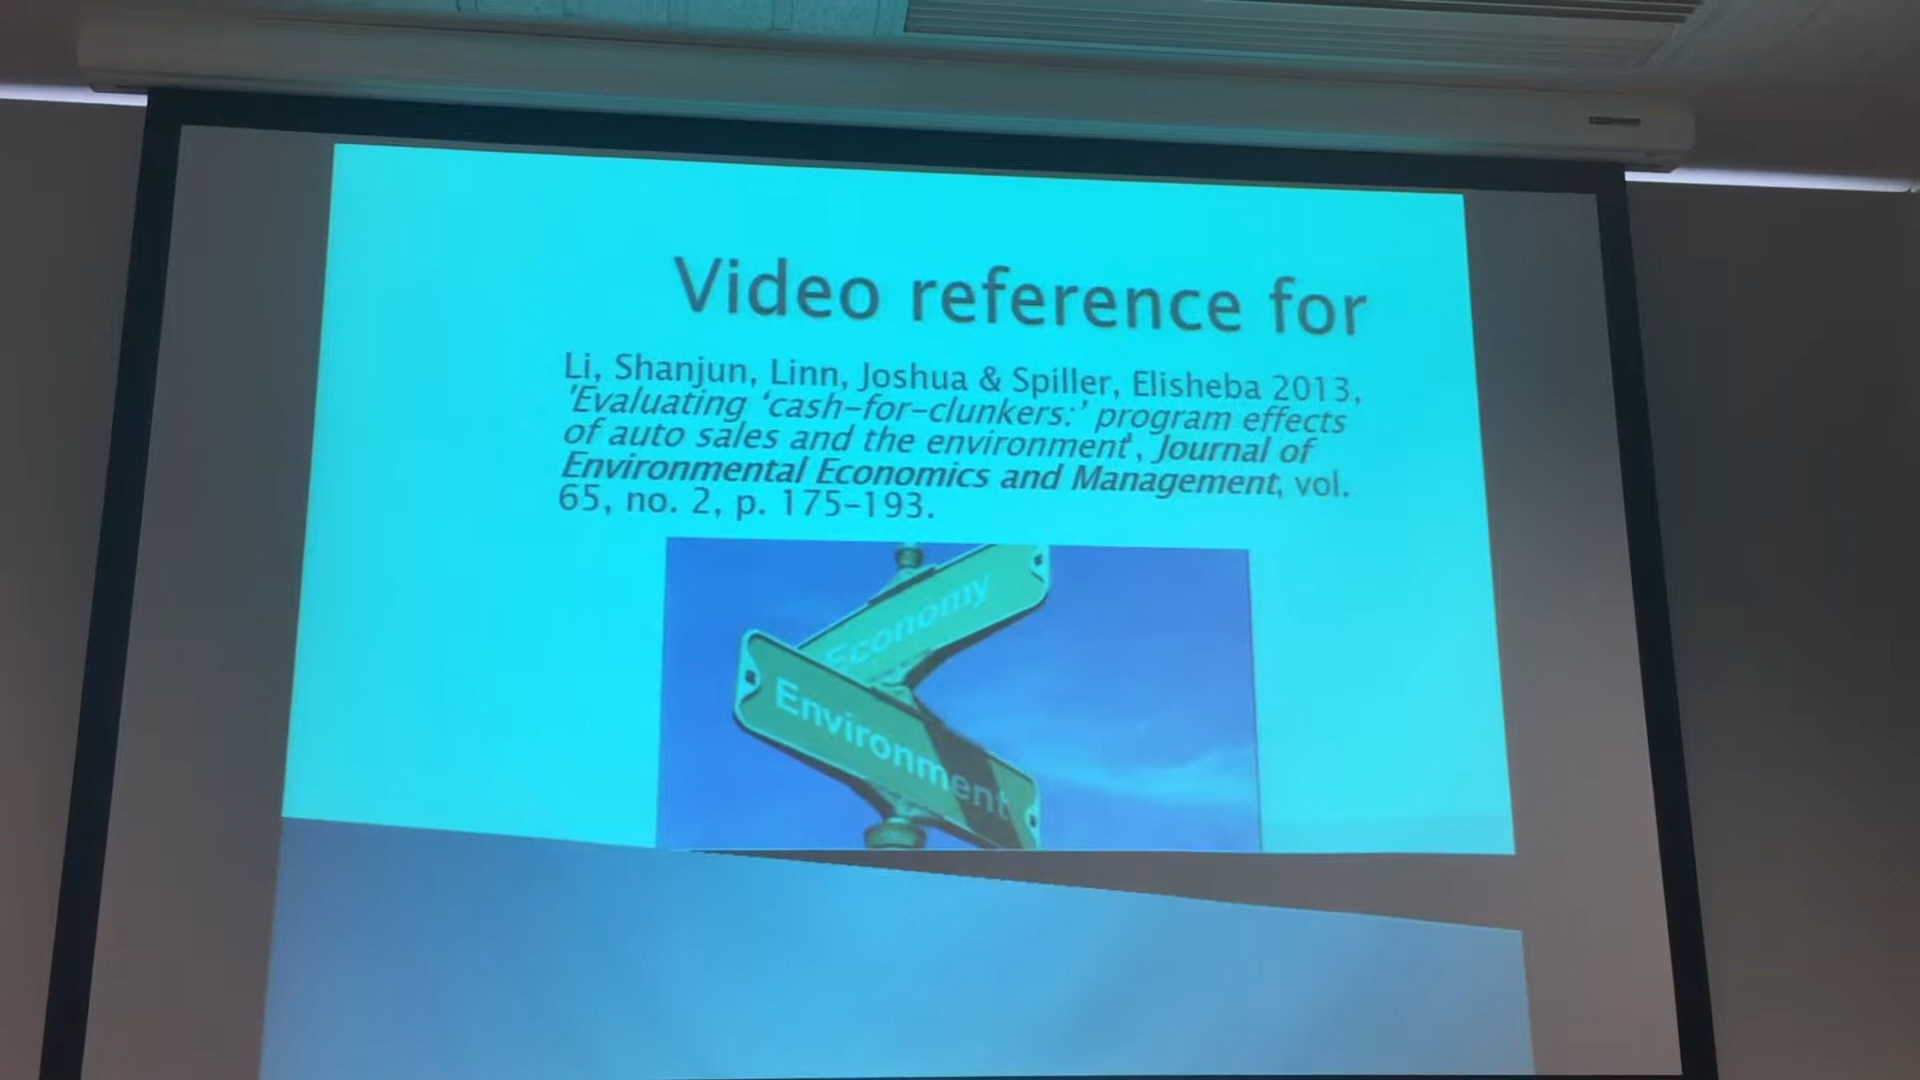 Video reference for
Li, Shanjun, Linn, Joshua & Spiller, Elisheba 2013,
'Evaluating ‘cash-for-clunkers:’ program effects
of auto sales and the environment', Journal of
Environmental Economics and Management, vol.
65, no. 2, p. 175-193.
Economy
Environment